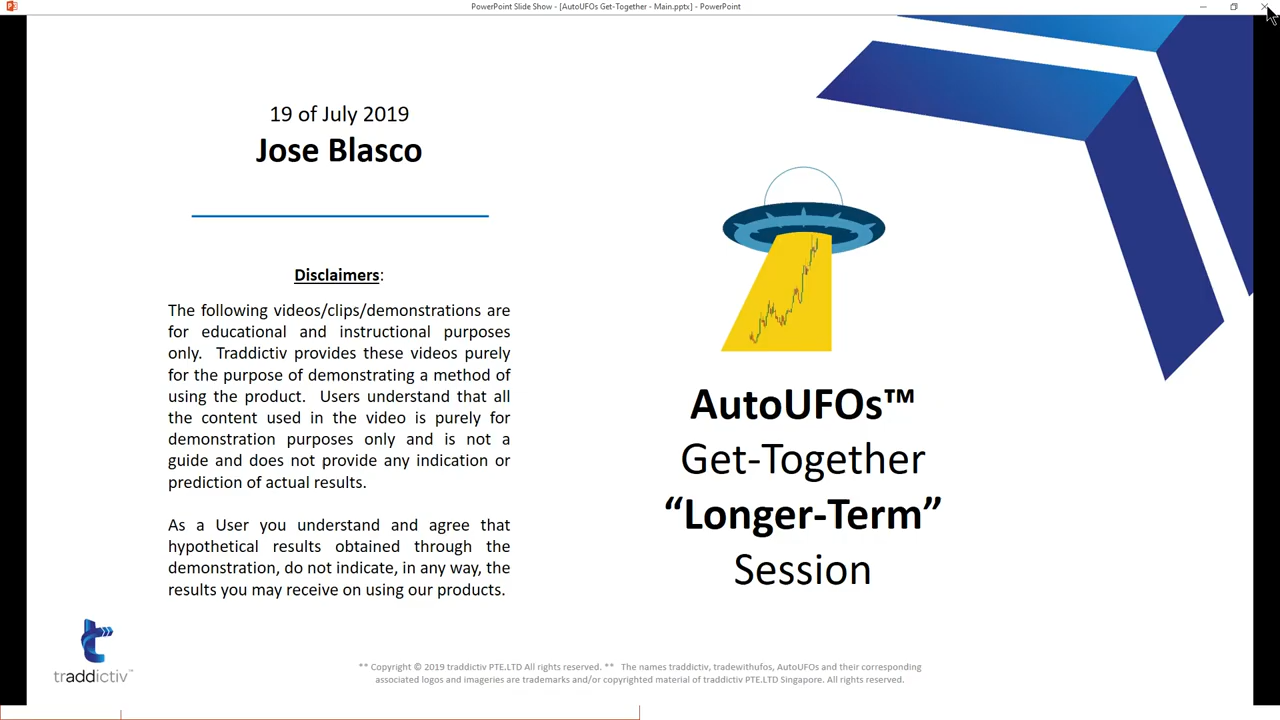 PowerPoint Slide Show - [AutoUFOs Get-Together - Main.pptx] - PowerPoint
19 of July 2019
Jose Blasco
Disclaimers:
The following videos/clips/demonstrations are
for educational and instructional purposes
only. Traddictiv provides these videos purely
for the purpose of demonstrating a method of
using the product. Users understand that all
the content used in the video is purely for
demonstration purposes only and is not a
guide and does not provide any indication or
prediction of actual results.
As a User you understand and agree that
hypothetical results obtained through the
demonstration, do not indicate, in any way, the
results you may receive on using our products.
AutoUFOs™
Get-Together
“Longer-Term”
Session
traddictiv™
** Copyright © 2019 traddictiv PTE.LTD All rights reserved. ** The names traddictiv, tradewithufos, AutoUFOs and their corresponding
associated logos and imageries are trademarks and/or copyrighted material of traddictiv PTE.LTD Singapore. All rights reserved.